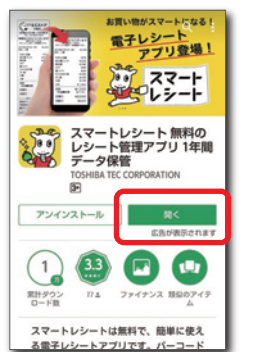 お買い物がスマートになる！
電子レシート
アプリ登場！
スマート
レシート
スマートレシート 無料の
レシート管理アプリ 1年間
データ保管
TOSHIBA TEC CORPORATION
3+
アンインストール
開く
広告が表示されます
1
万
3.3
累計ダウン
ロード数
77
ファイナンス
類似のアイテ
ム
スマートレシートは無料で、簡単に使え
る電子レシートアプリです。バーコード